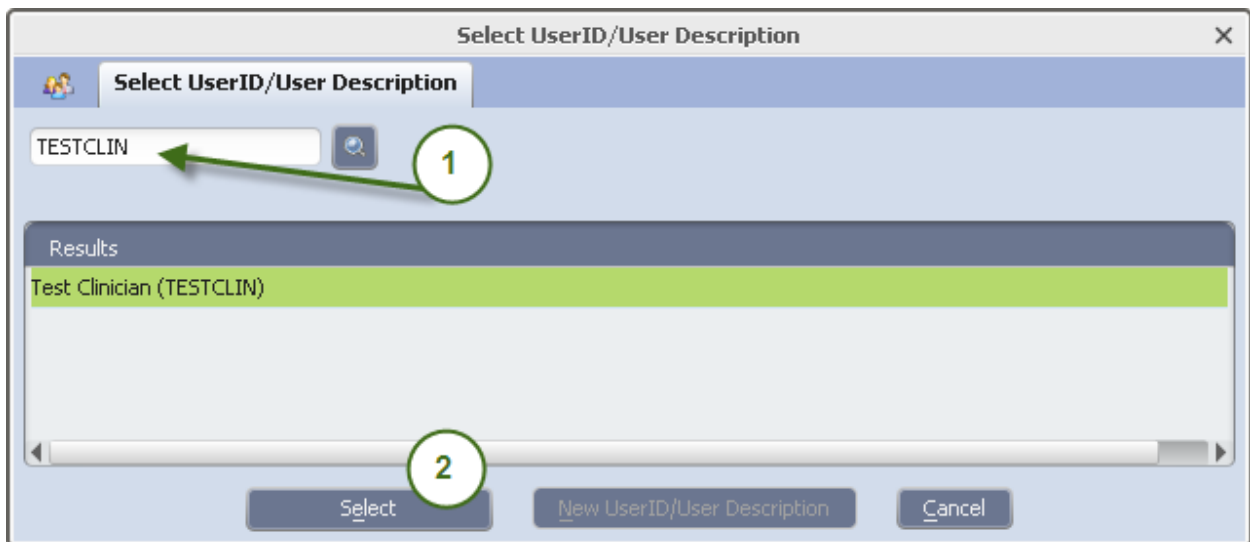 Select UserID/User Description
Select UserID/User Description
TESTCLIN
1
Results
Test Clinician (TESTCLIN)
2
Select New UserID/User Description Cancel